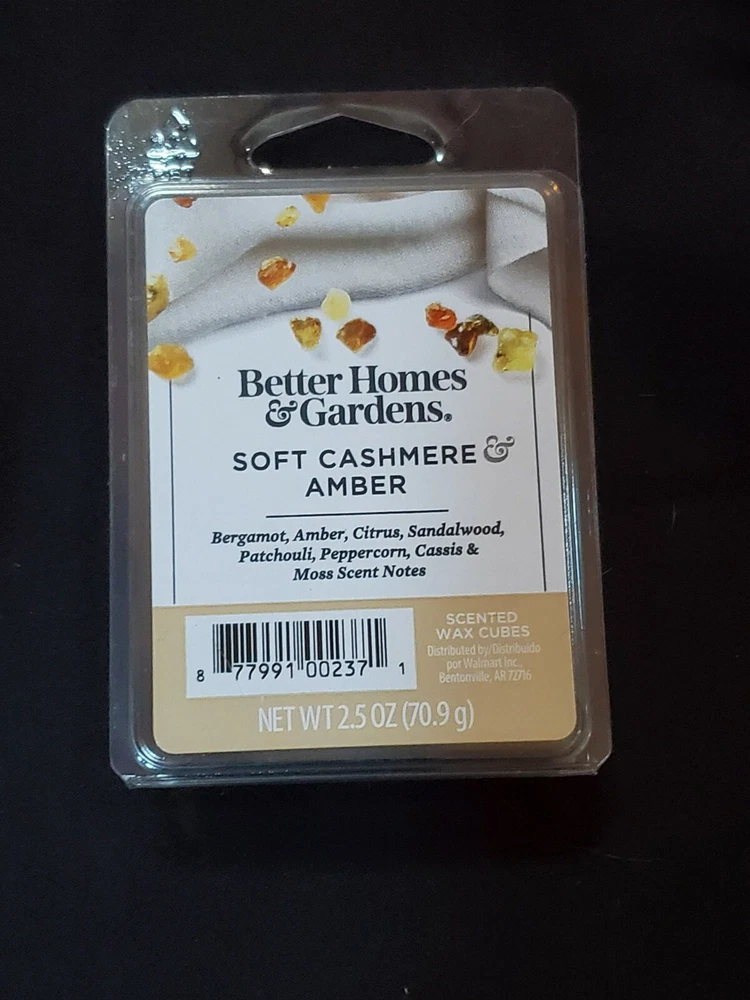 Better Homes
& Gardens®
SOFT CASHMERE &
AMBER
Bergamot, Amber, Citrus, Sandalwood,
Patchouli, Peppercorn, Cassis &
Moss Scent Notes
8 77991 00237 1
SCENTED
WAX CUBES
Distributed by/Distribuido
por Walmart Inc.,
Bentonville, AR 72716
NET WT 2.5 OZ (70.9 g)